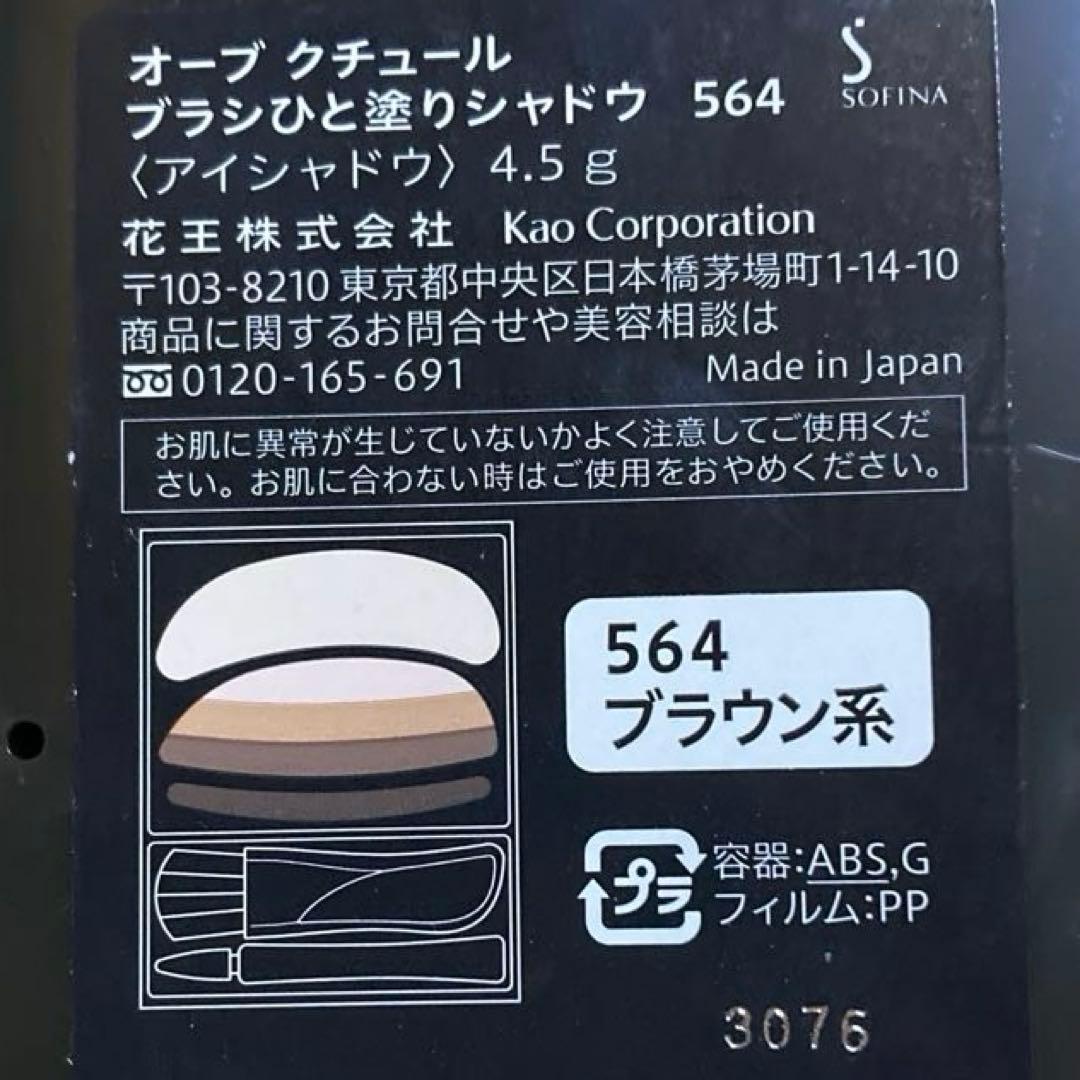 オーブ クチュール
ブラシひと塗りシャドウ 564
SOFINA
〈アイシャドウ〉 4.5 g
花王株式会社 Kao Corporation
〒103-8210 東京都中央区日本橋茅場町1-14-10
商品に関するお問合せや美容相談は
0120-165-691
Made in Japan
お肌に異常が生じていないかよく注意してご使用くだ
さい。お肌に合わない時はご使用をおやめください。
564
ブラウン系
プラ
容器:ABS,G
フィルム:PP
3076